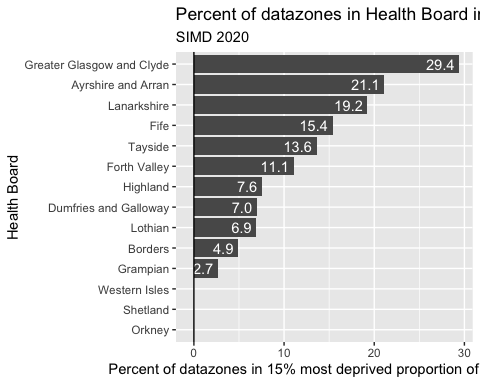 Percent of datazones in Health Board in
SIMD 2020
Health Board
Greater Glasgow and Clyde 29.4
Ayrshire and Arran 21.1
Lanarkshire 19.2
Fife 15.4
Tayside 13.6
Forth Valley 11.1
Highland 7.6
Dumfries and Galloway 7.0
Lothian 6.9
Borders 4.9
Grampian 2.7
Western Isles
Shetland
Orkney
0 10 20 30
Percent of datazones in 15% most deprived proportion of